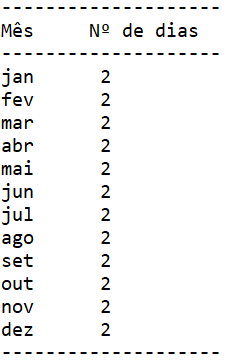 --------------------
Mês     Nº de dias
--------------------
jan      2
fev      2
mar      2
abr      2
mai      2
jun      2
jul      2
ago      2
set      2
out      2
nov      2
dez      2
--------------------